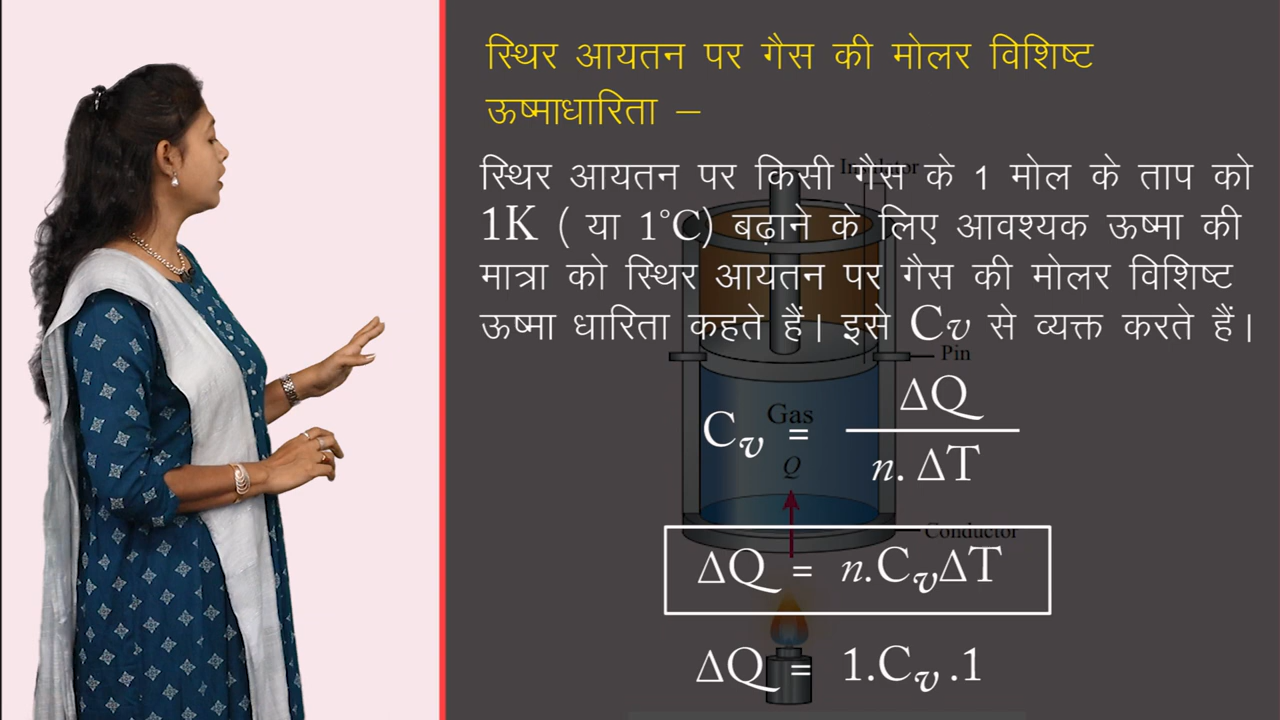 स्थिर आयतन पर गैस की मोलर विशिष्ट
ऊष्माधारिता –
स्थिर आयतन पर किसी गैस के 1 मोल के ताप को
1K ( या 1°C) बढ़ाने के लिए आवश्यक ऊष्मा की
मात्रा को स्थिर आयतन पर गैस की मोलर विशिष्ट
ऊष्मा धारिता कहते हैं। इसे Cv से व्यक्त करते हैं।
Insulator
Pin
Gas
Q
Conductor
Cv = ΔQ / n. ΔT
ΔQ = n.CvΔT
ΔQ = 1.Cv.1